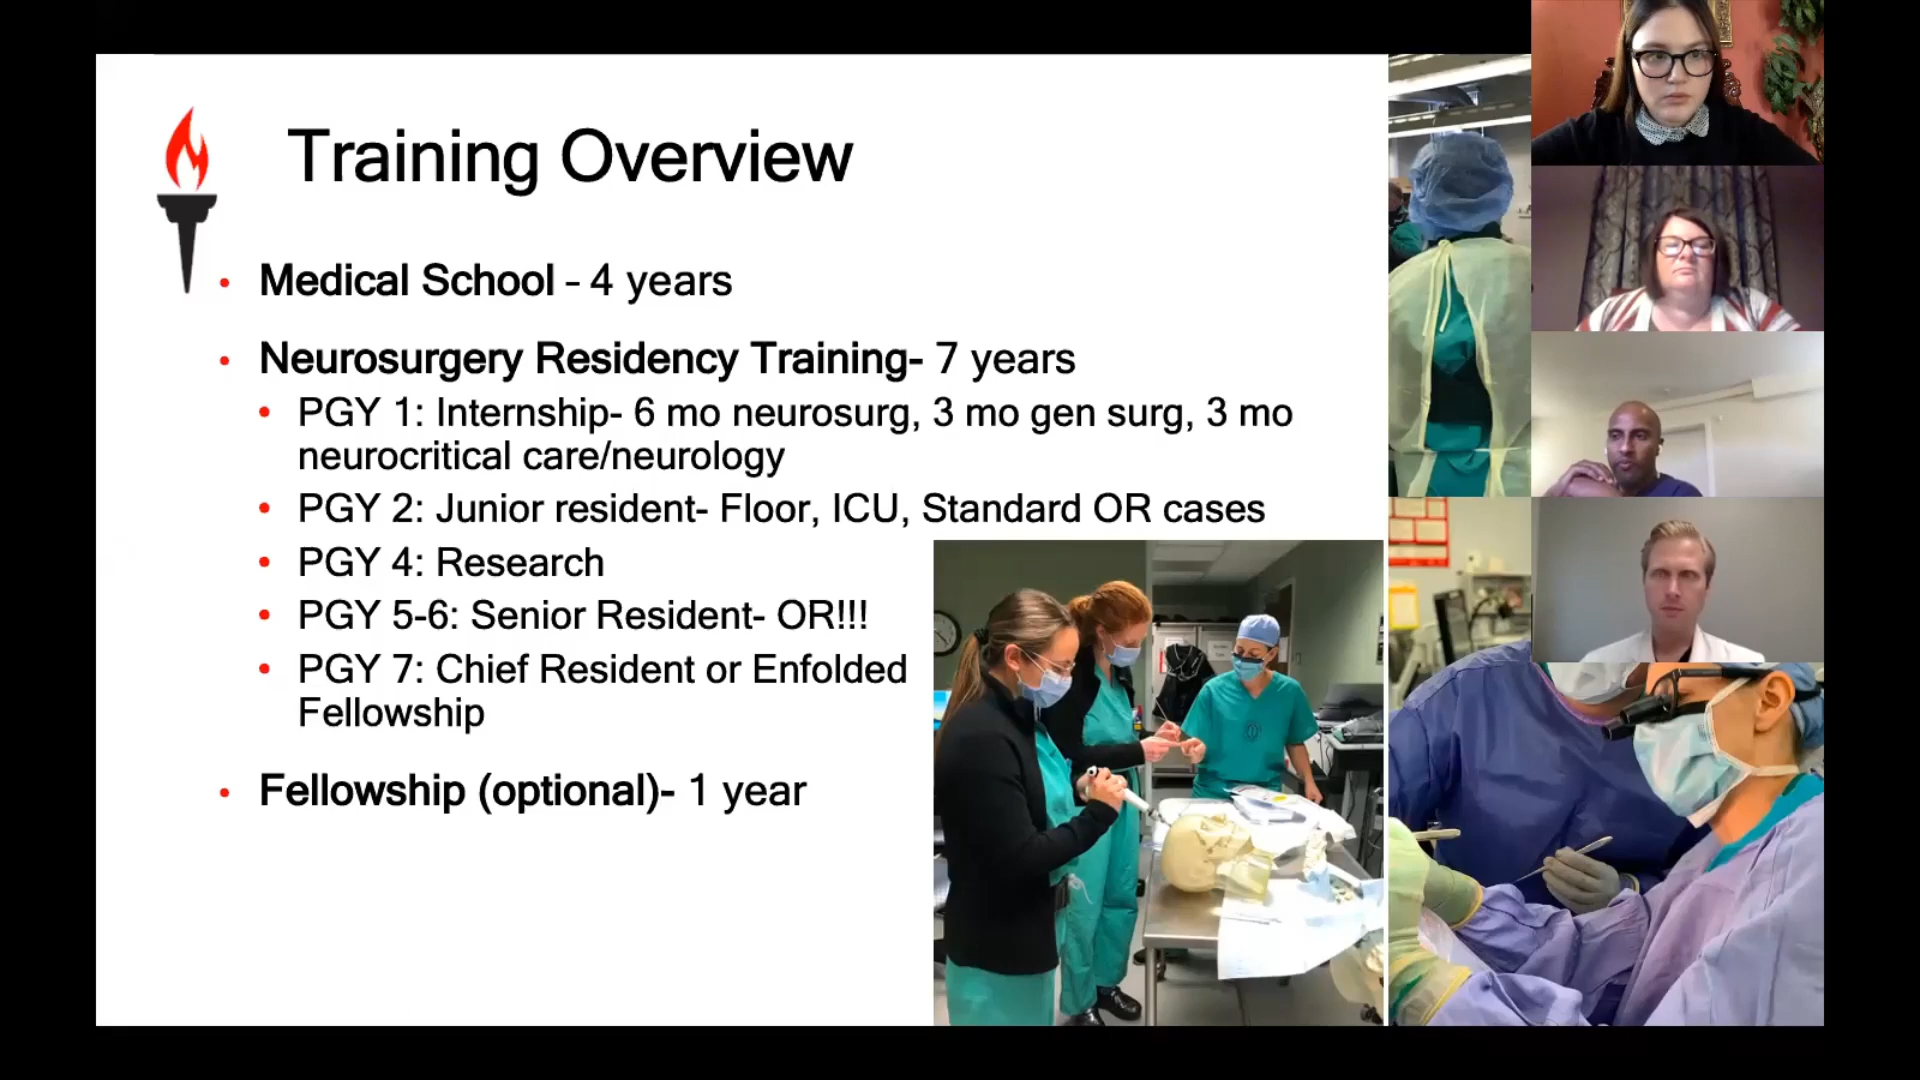 Training Overview
Medical School - 4 years
Neurosurgery Residency Training- 7 years
PGY 1: Internship- 6 mo neurosurg, 3 mo gen surg, 3 mo
neurocritical care/neurology
PGY 2: Junior resident- Floor, ICU, Standard OR cases
PGY 4: Research
PGY 5-6: Senior Resident- OR!!!
PGY 7: Chief Resident or Enfolded
Fellowship
Fellowship (optional)- 1 year